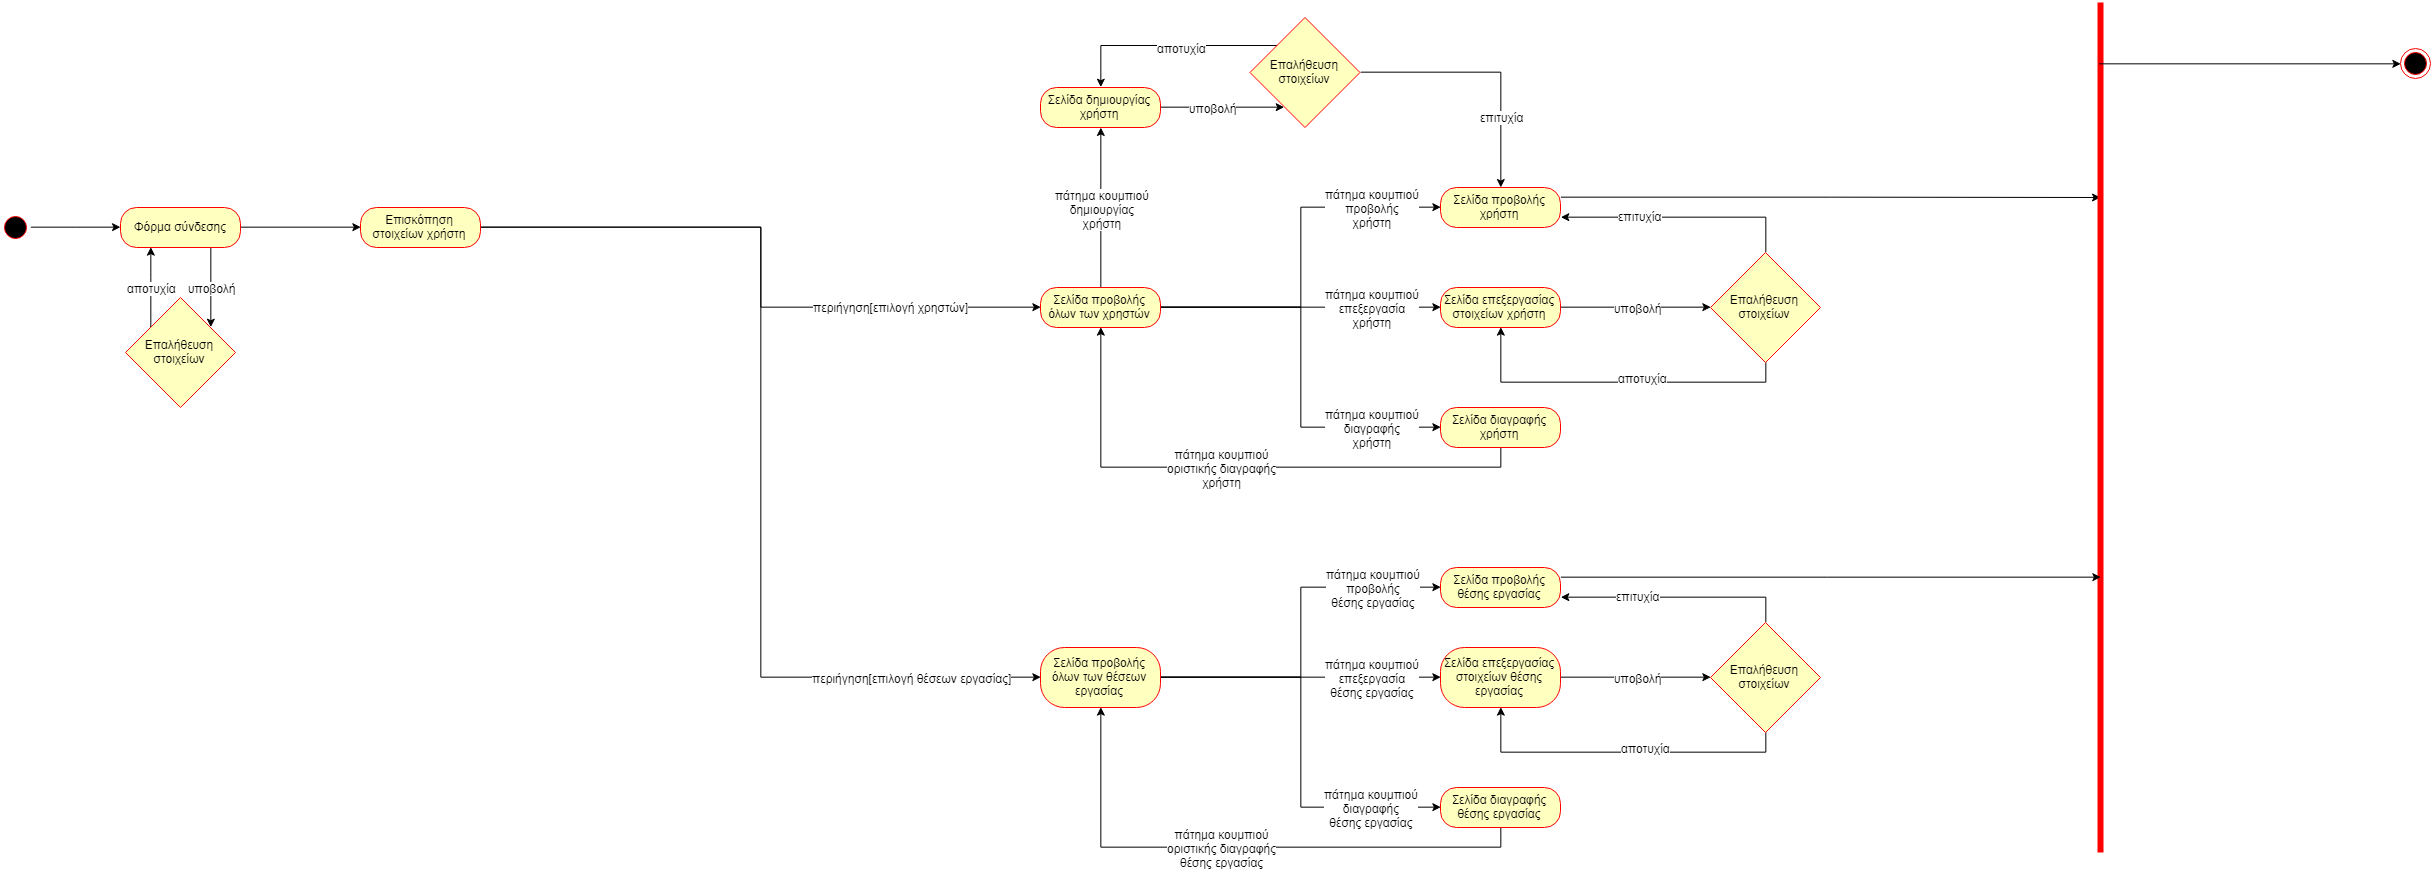 αποτυχία
Επαλήθευση
στοιχείων
Σελίδα δημιουργίας
χρήστη
υποβολή
επιτυχία
πάτημα κουμπιού
δημιουργίας
χρήστη
Φόρμα σύνδεσης
Επισκόπηση
στοιχείων χρήστη
αποτυχία
υποβολή
Επαλήθευση
στοιχείων
περιήγηση[επιλογή χρηστών]
Σελίδα προβολής
όλων των χρηστών
πάτημα κουμπιού
προβολής
χρήστη
Σελίδα προβολής
χρήστη
επιτυχία
πάτημα κουμπιού
επεξεργασία
χρήστη
Σελίδα επεξεργασίας
στοιχείων χρήστη
υποβολή
Επαλήθευση
στοιχείων
αποτυχία
πάτημα κουμπιού
διαγραφής
χρήστη
Σελίδα διαγραφής
χρήστη
πάτημα κουμπιού
οριστικής διαγραφής
χρήστη
περιήγηση[επιλογή θέσεων εργασίας]
Σελίδα προβολής
όλων των θέσεων
εργασίας
πάτημα κουμπιού
προβολής
θέσης εργασίας
Σελίδα προβολής
θέσης εργασίας
επιτυχία
πάτημα κουμπιού
επεξεργασία
θέσης εργασίας
Σελίδα επεξεργασίας
στοιχείων θέσης
εργασίας
υποβολή
Επαλήθευση
στοιχείων
αποτυχία
πάτημα κουμπιού
διαγραφής
θέσης εργασίας
Σελίδα διαγραφής
θέσης εργασίας
πάτημα κουμπιού
οριστικής διαγραφής
θέσης εργασίας